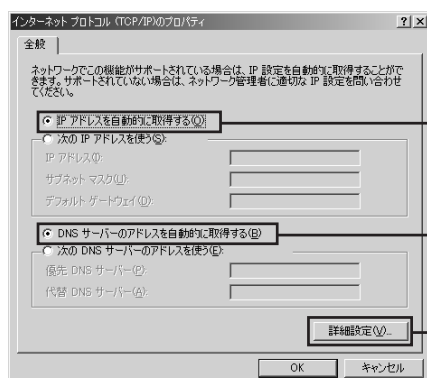 インターネット プロトコル (TCP/IP)のプロパティ
全般
ネットワークでこの機能がサポートされている場合は、IP 設定を自動的に取得することがで
きます。サポートされていない場合は、ネットワーク管理者に適切な IP 設定を問い合わせ
てください。
IP アドレスを自動的に取得する(O)
次の IP アドレスを使う(S):
IP アドレス(I):
サブネット マスク(U):
デフォルト ゲートウェイ(D):
DNS サーバーのアドレスを自動的に取得する(B)
次の DNS サーバーのアドレスを使う(E):
優先 DNS サーバー(P):
代替 DNS サーバー(A):
詳細設定(V)...
OK キャンセル